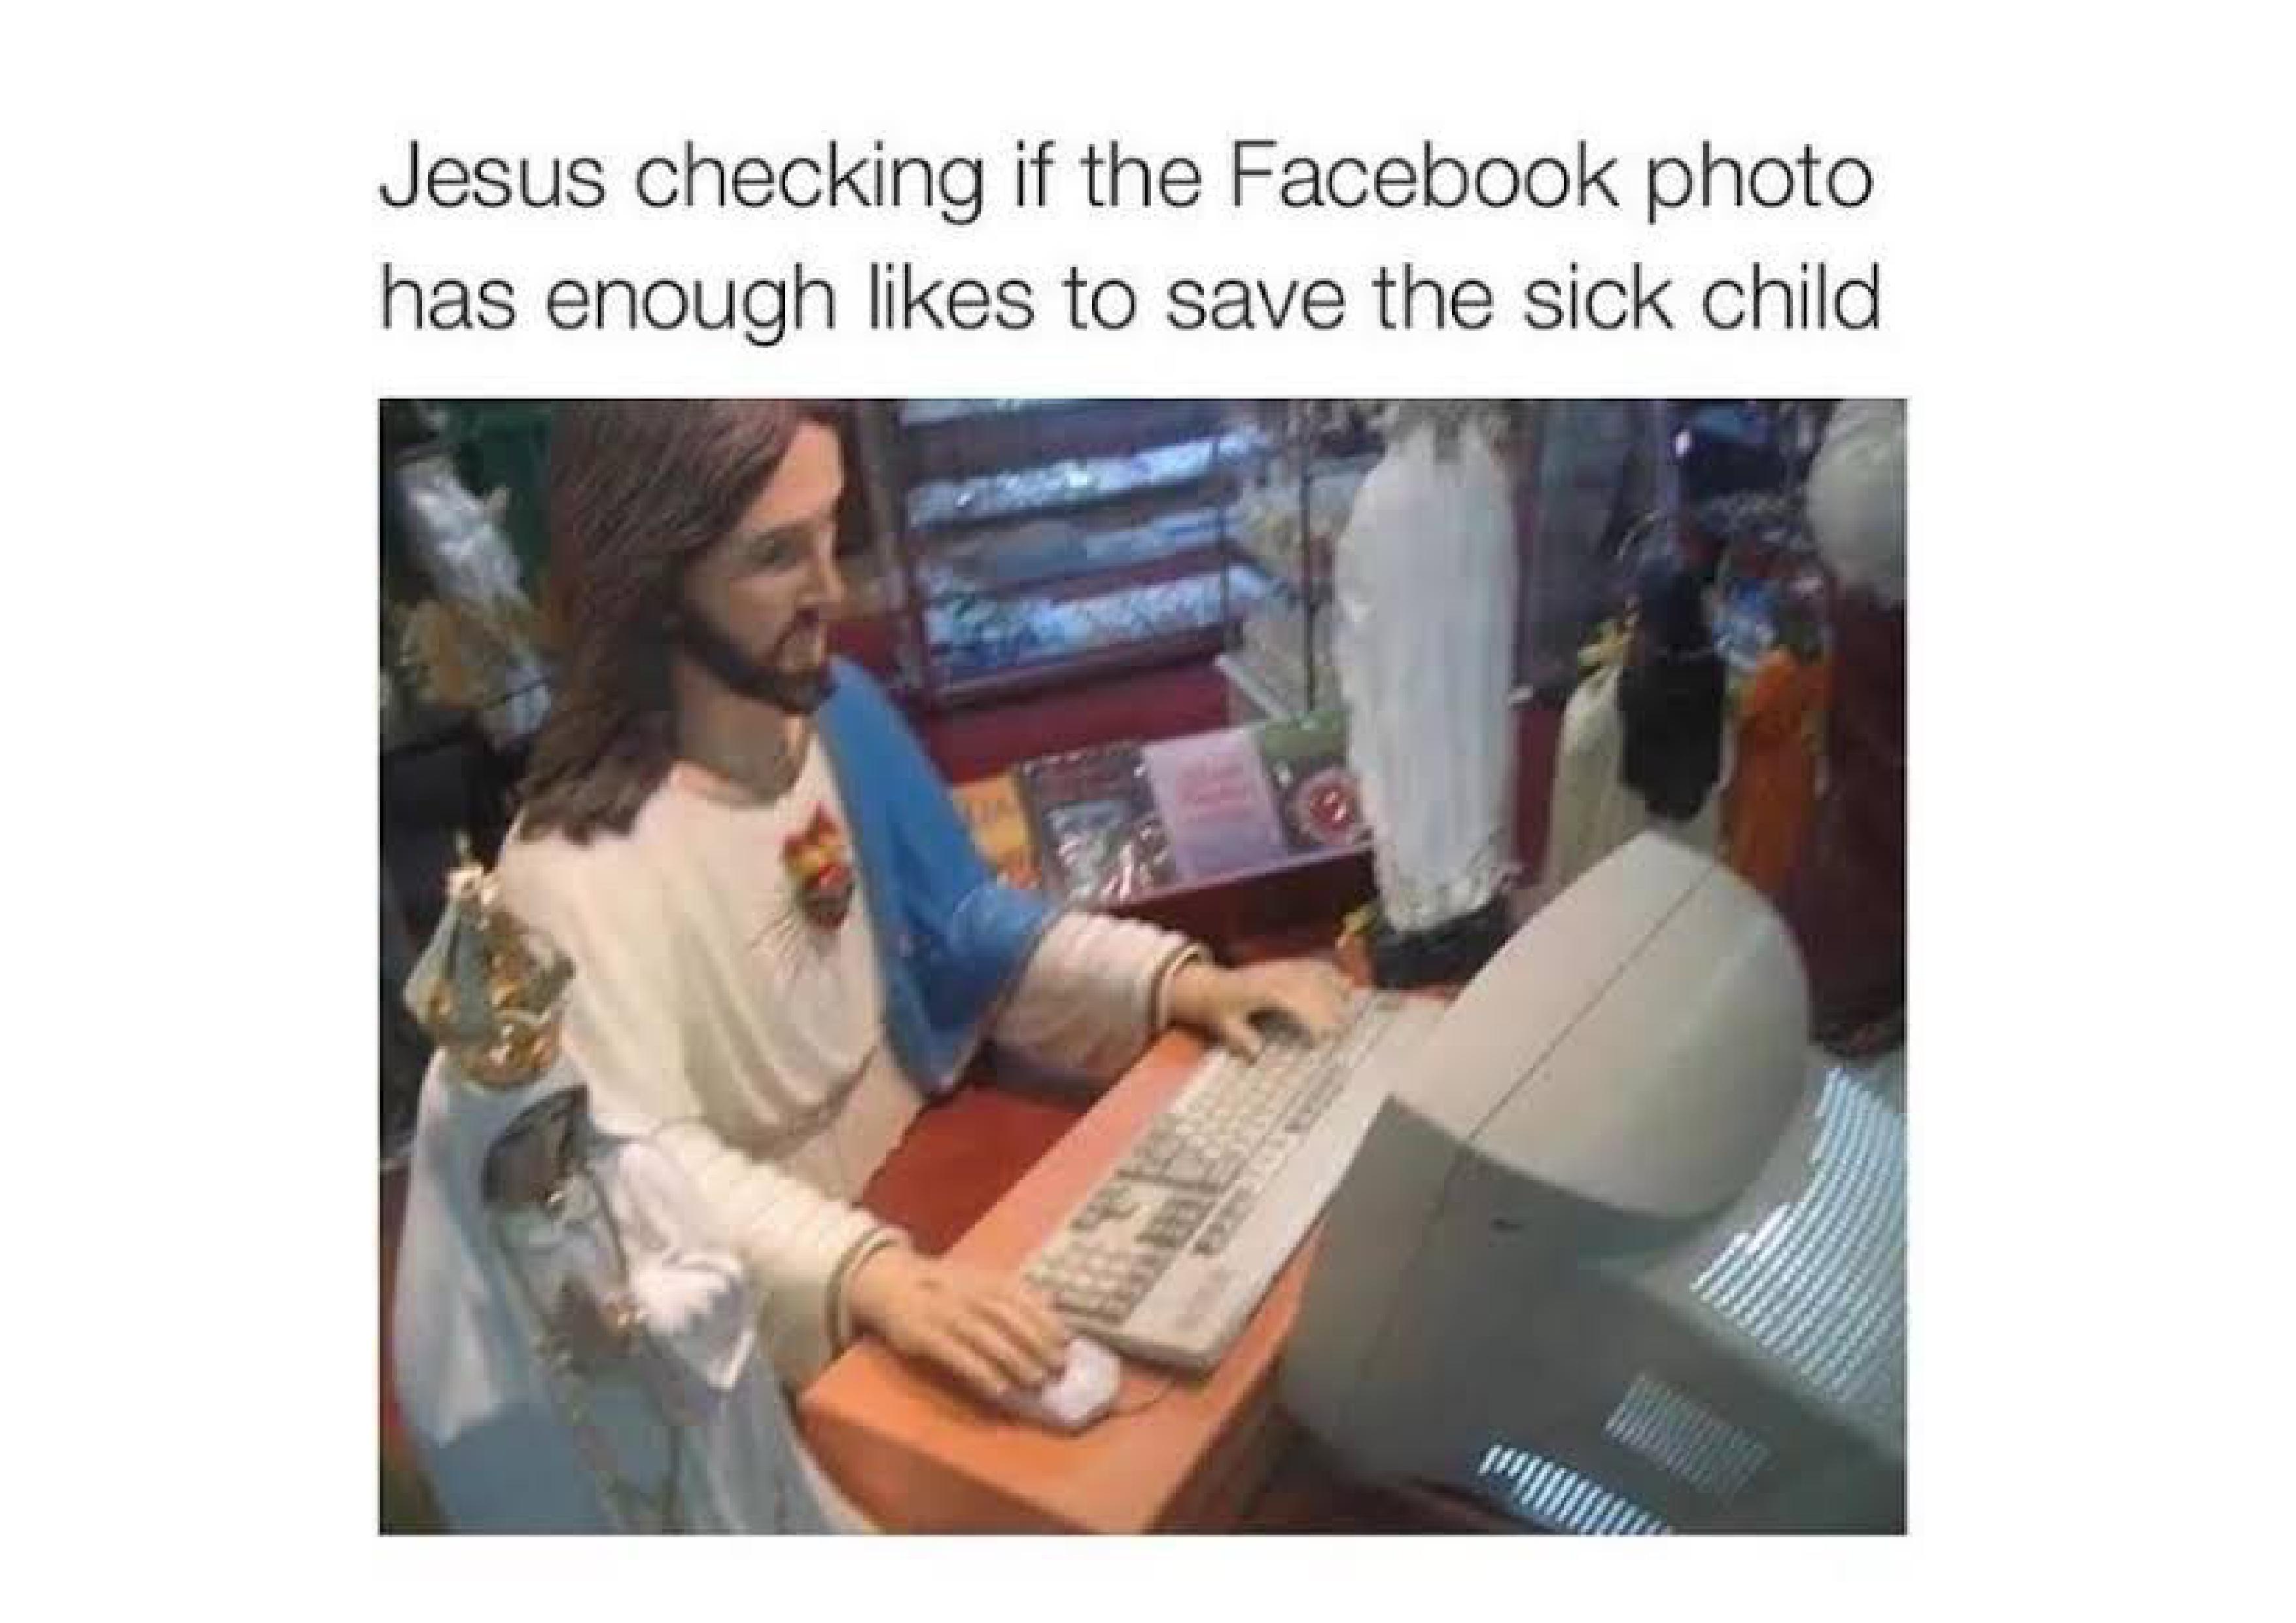 Jesus checking if the Facebook photo
has enough likes to save the sick child